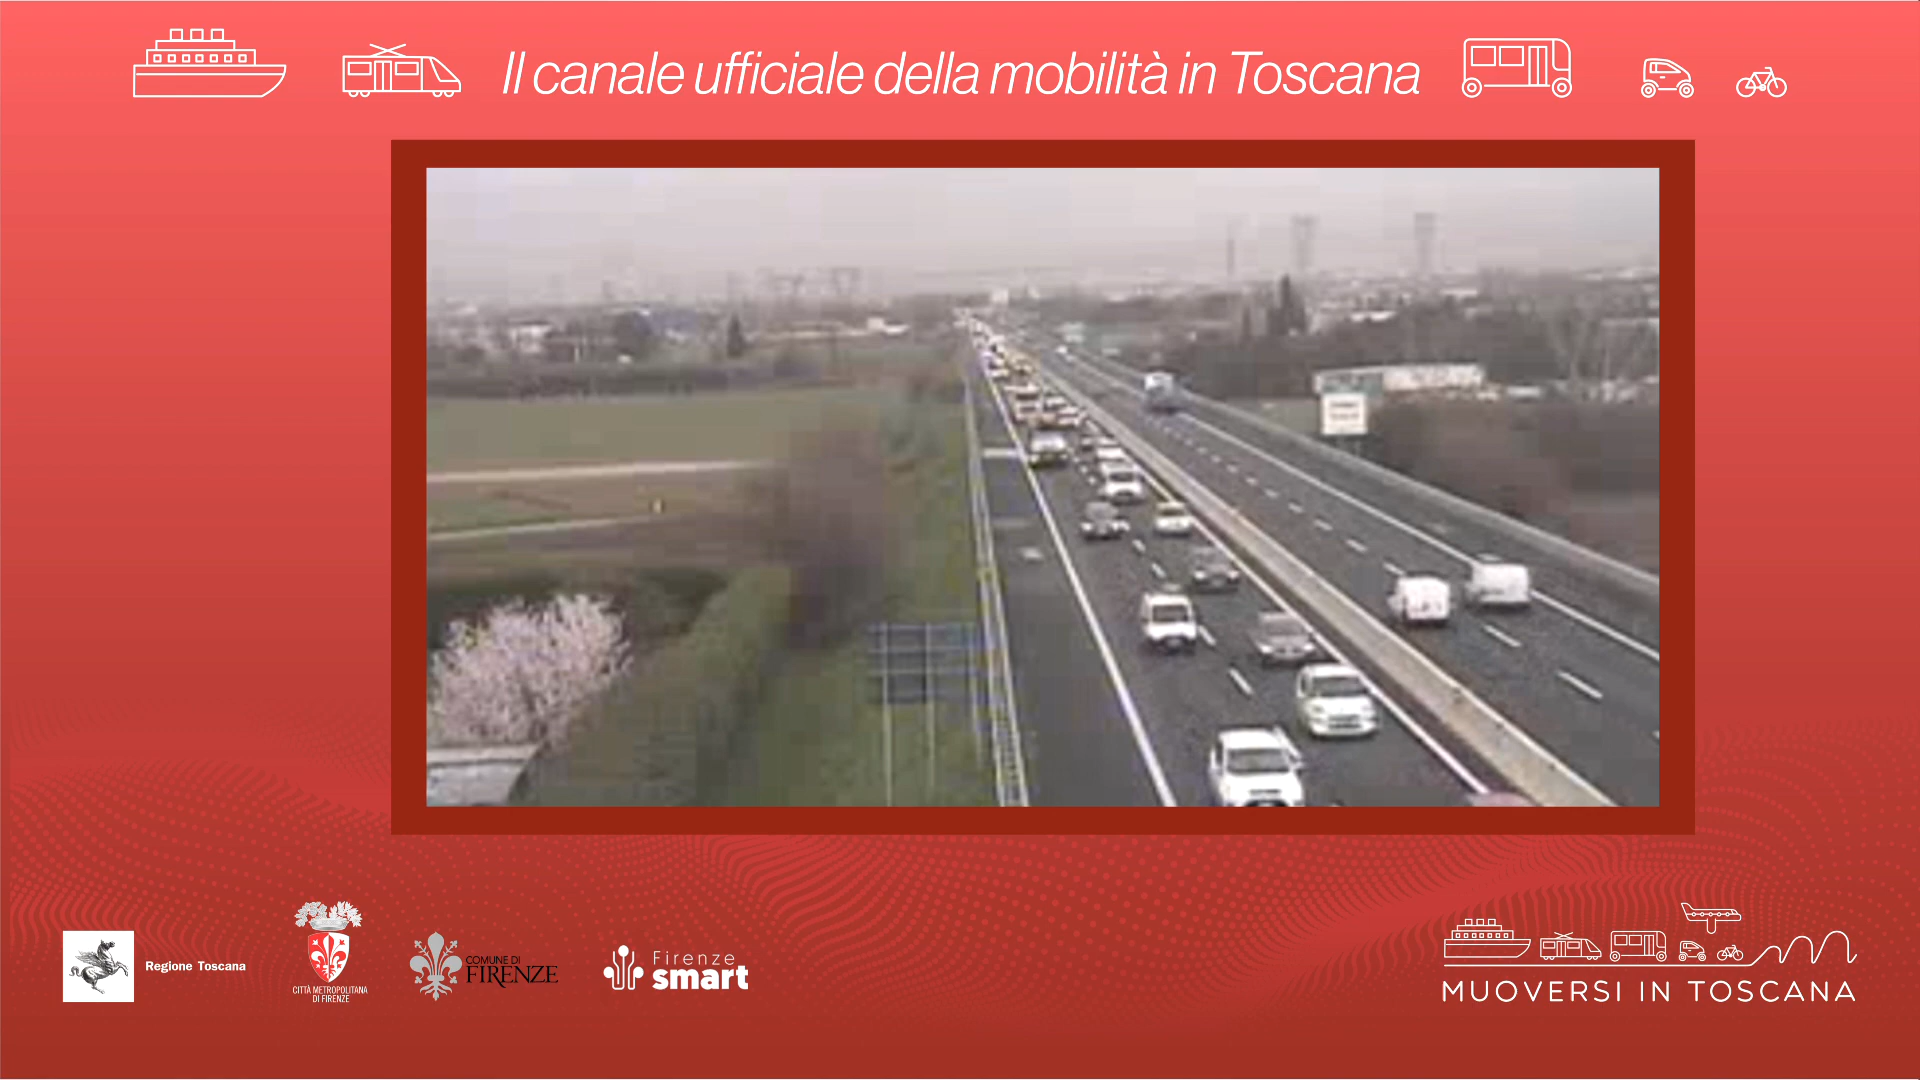 Il canale ufficiale della mobilità in Toscana
Regione Toscana
CITTÀ METROPOLITANA
DI FIRENZE
COMUNE DI
FIRENZE
Firenze
smart
MUOVERSI IN TOSCANA